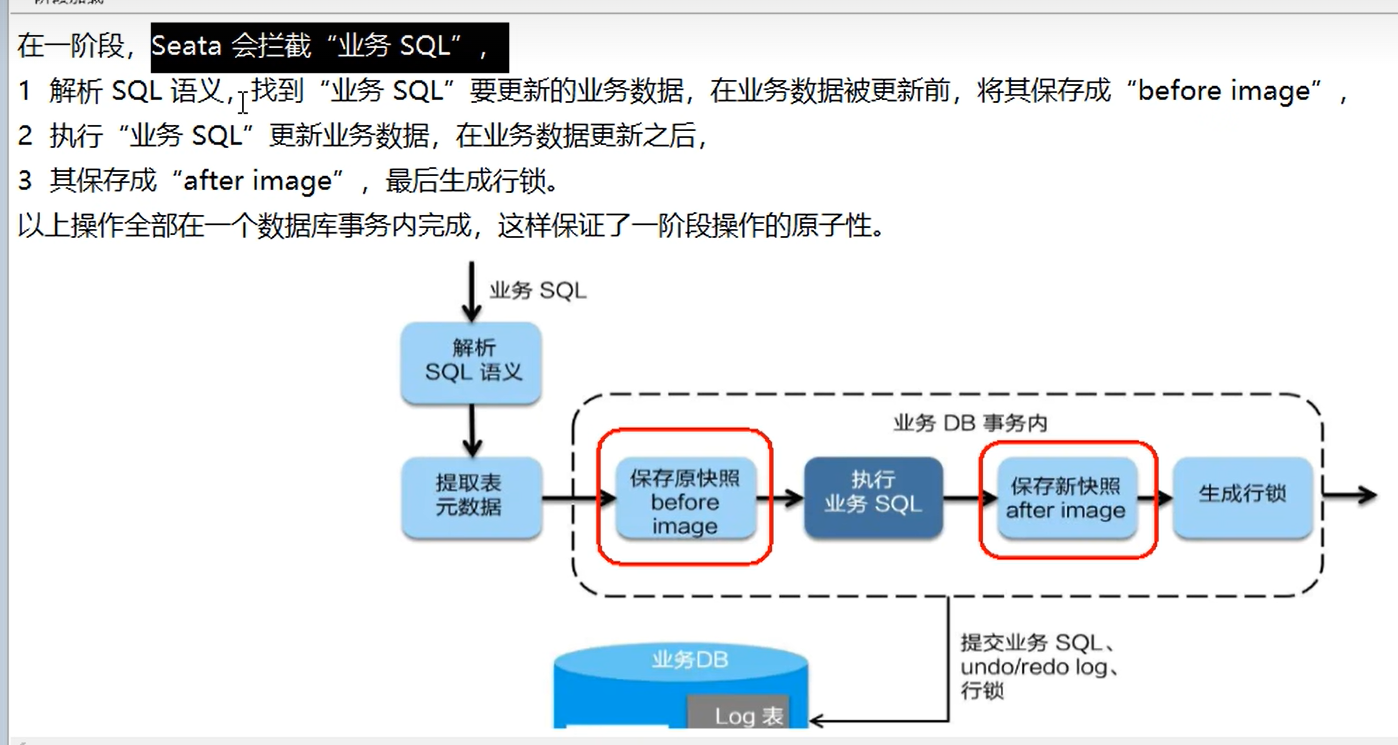 在一阶段，Seata 会拦截“业务 SQL”，
1 解析 SQL 语义，找到“业务 SQL”要更新的业务数据，在业务数据被更新前，将其保存成“before image”，
2 执行“业务 SQL”更新业务数据，在业务数据更新之后，
3 其保存成“after image”，最后生成行锁。
以上操作全部在一个数据库事务内完成，这样保证了一阶段操作的原子性。
业务 SQL
解析
SQL 语义
业务 DB 事务内
提取表
元数据
保存原快照
before
image
执行
业务 SQL
保存新快照
after image
生成行锁
提交业务 SQL、
undo/redo log、
行锁
业务DB
Log 表